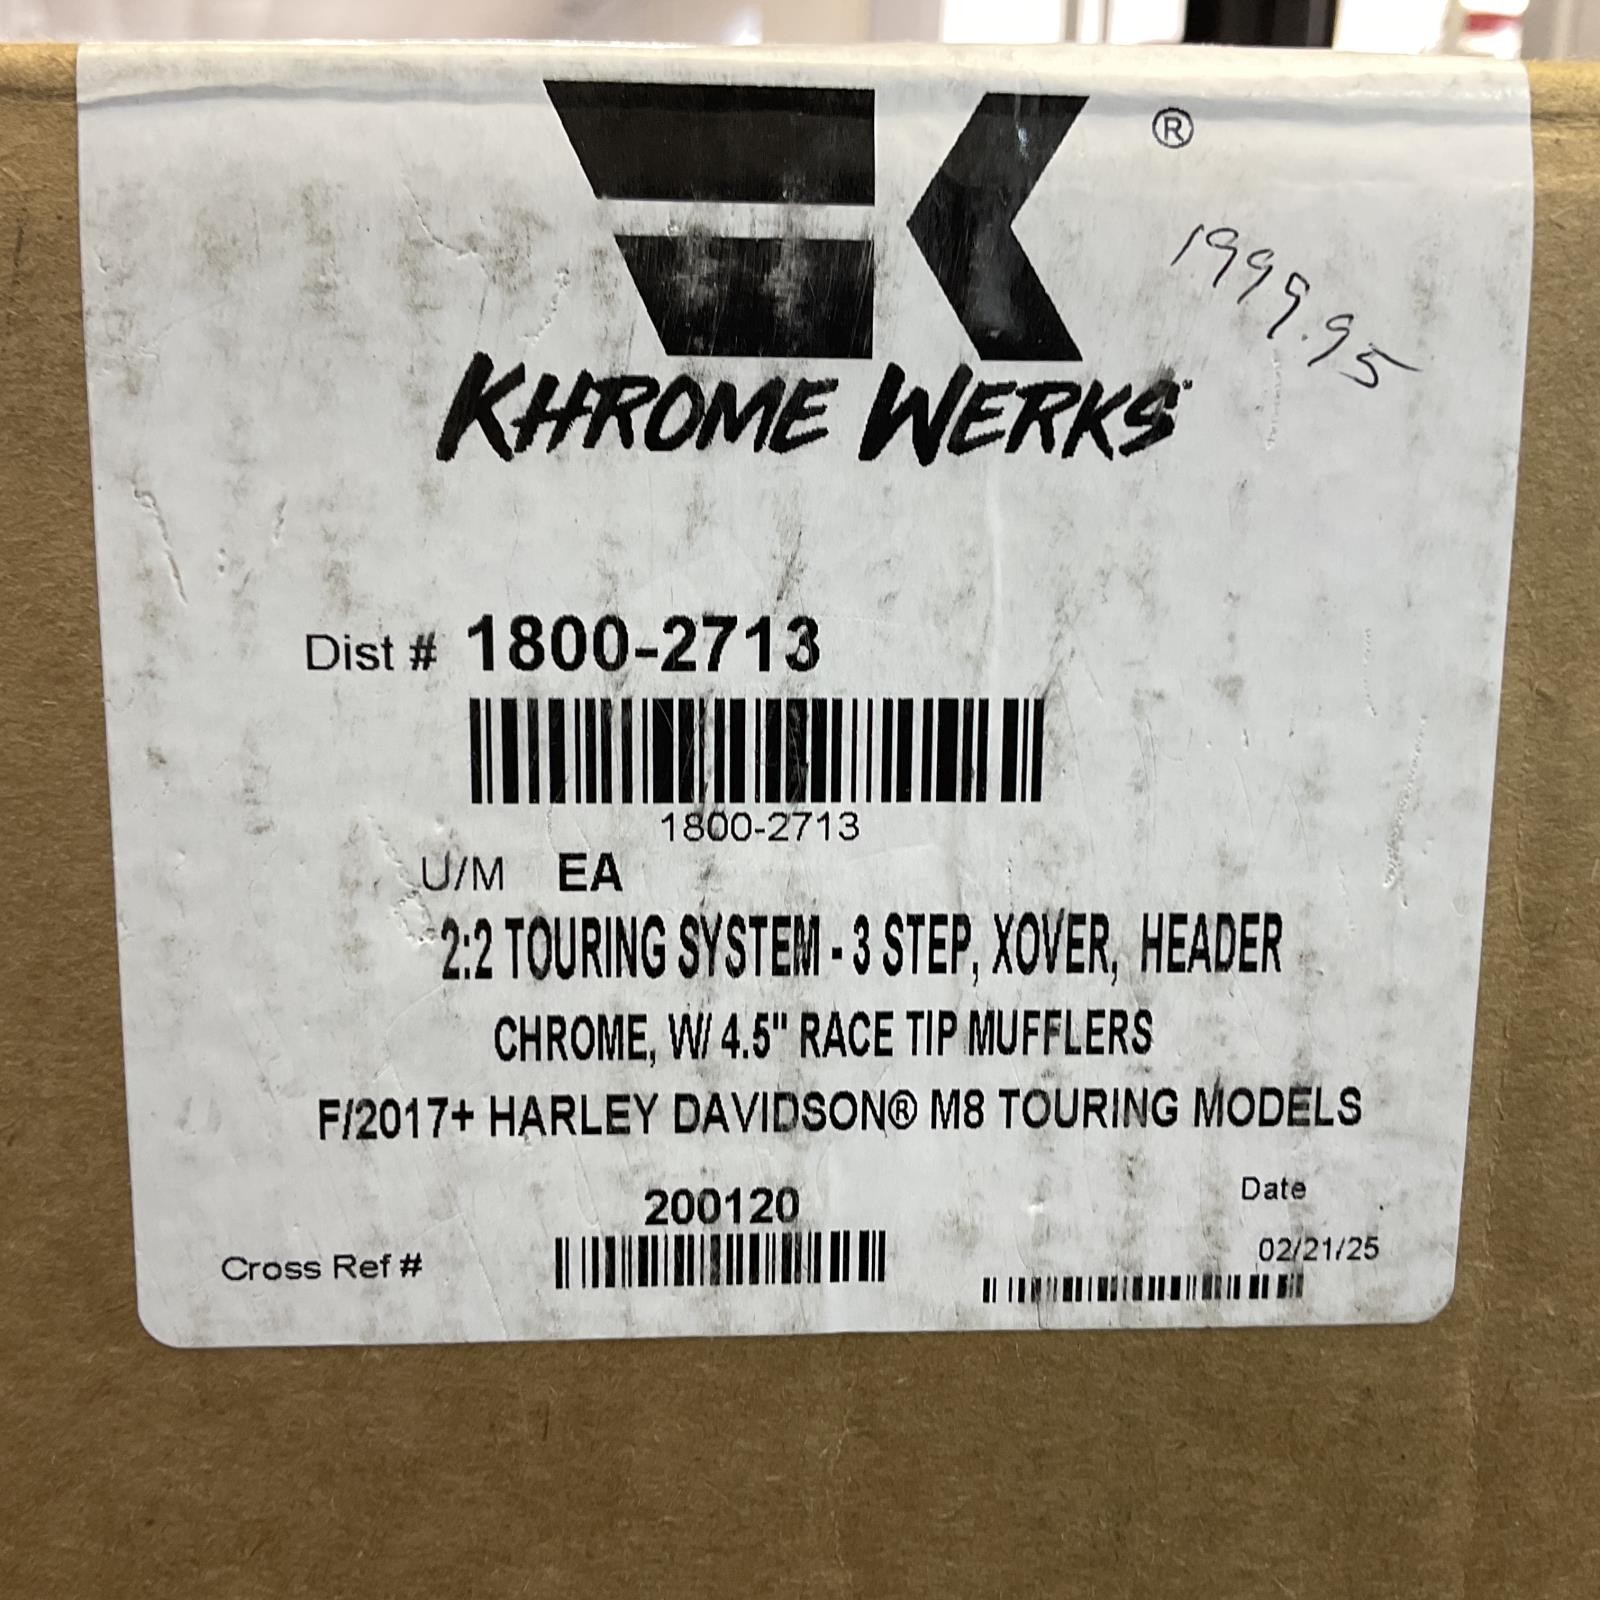 ®
1999.95
KHROME WERKS
Dist # 1800-2713
1800-2713
U/M EA
2:2 TOURING SYSTEM - 3 STEP, XOVER, HEADER
CHROME, W/ 4.5" RACE TIP MUFFLERS
F/2017+ HARLEY DAVIDSON® M8 TOURING MODELS
200120
Cross Ref #
Date
02/21/25